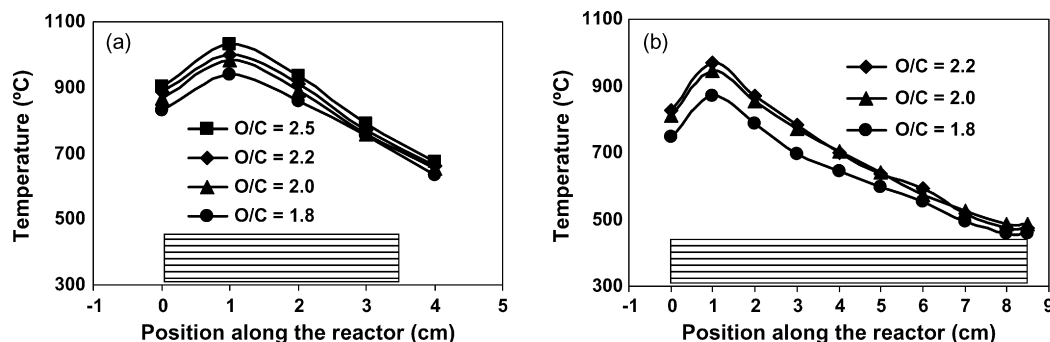 (a)
Temperature (ºC)
1100
900
700
500
300
O/C = 2.5
O/C = 2.2
O/C = 2.0
O/C = 1.8
-1 0 1 2 3 4 5
Position along the reactor (cm)
(b)
Temperature (ºC)
1100
900
700
500
300
O/C = 2.2
O/C = 2.0
O/C = 1.8
-1 0 1 2 3 4 5 6 7 8 9
Position along the reactor (cm)